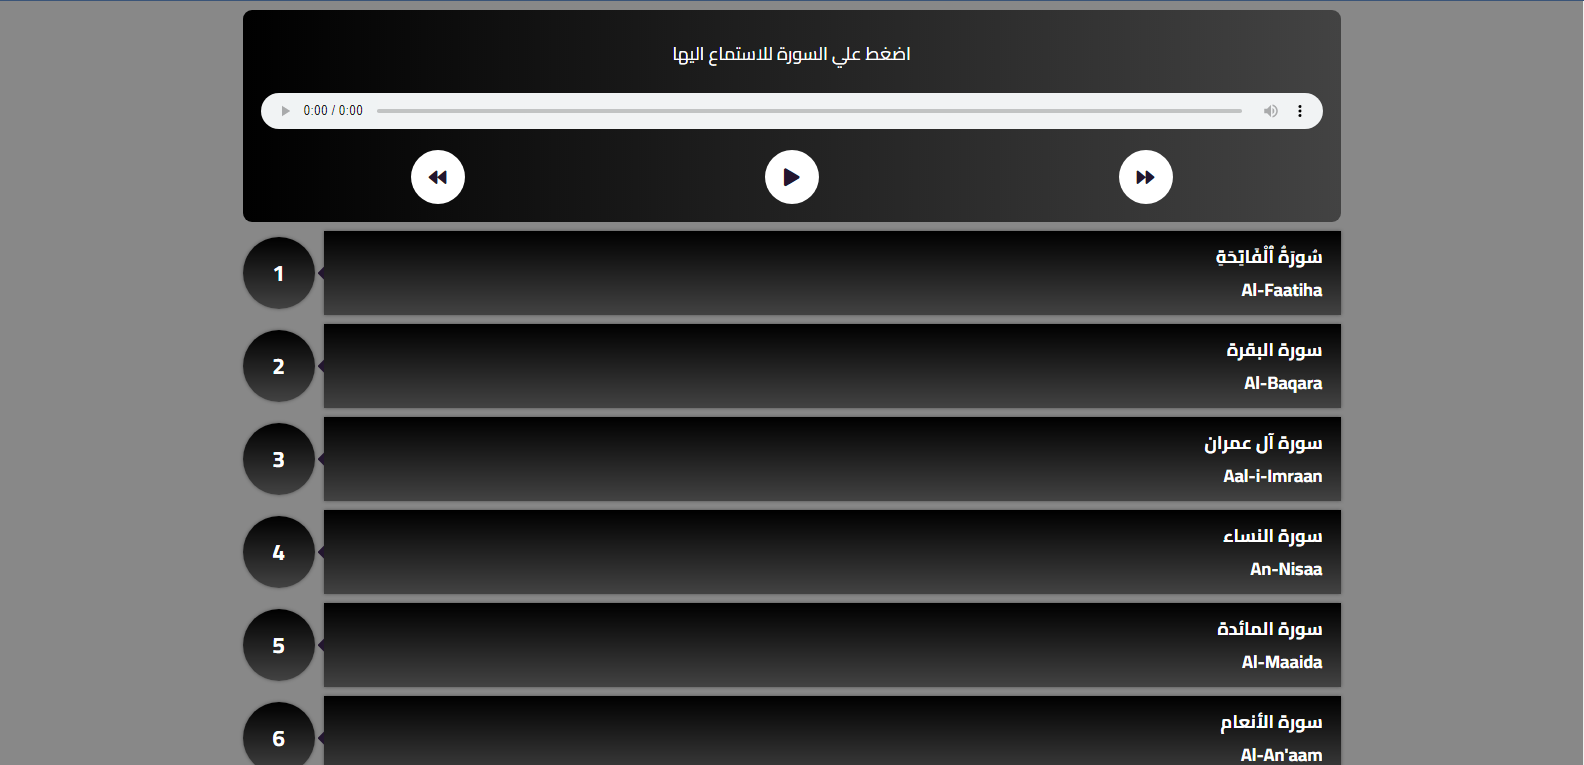 اضغط علي السورة للاستماع اليها
0:00 / 0:00
سُورَةُ ٱلْفَاتِحَةِ
Al-Faatiha
1
سورة البقرة
Al-Baqara
2
سورة آل عمران
Aal-i-Imraan
3
سورة النساء
An-Nisaa
4
سورة المائدة
Al-Maaida
5
سورة الأنعام
Al-An'aam
6